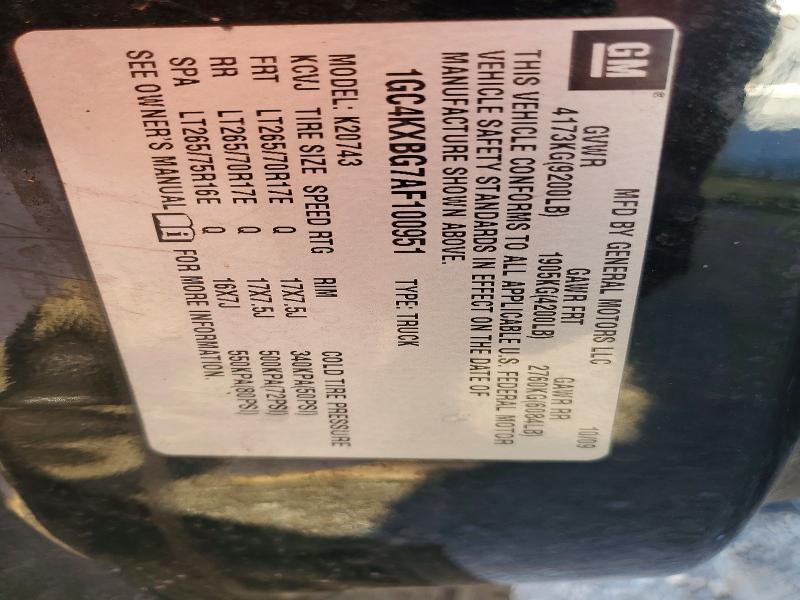 GM®
MFD BY GENERAL MOTORS LLC 10/09
GVWR GAWR FRT GAWR RR
4173KG(9200LB) 1905KG(4200LB) 2760KG(6084LB)
THIS VEHICLE CONFORMS TO ALL APPLICABLE U.S. FEDERAL MOTOR
VEHICLE SAFETY STANDARDS IN EFFECT ON THE DATE OF
MANUFACTURE SHOWN ABOVE.
1GC4KXBG7AF100951 TYPE: TRUCK
MODEL: K20743
KCVJ TIRE SIZE SPEED RTG RIM COLD TIRE PRESSURE
FRT LT265/70R17E Q 17X7.5J 340KPA(50PSI)
RR LT265/70R17E Q 17X7.5J 500KPA(72PSI)
SPA LT265/75R16E Q 16X7J 550KPA(80PSI)
SEE OWNER'S MANUAL i FOR MORE INFORMATION.